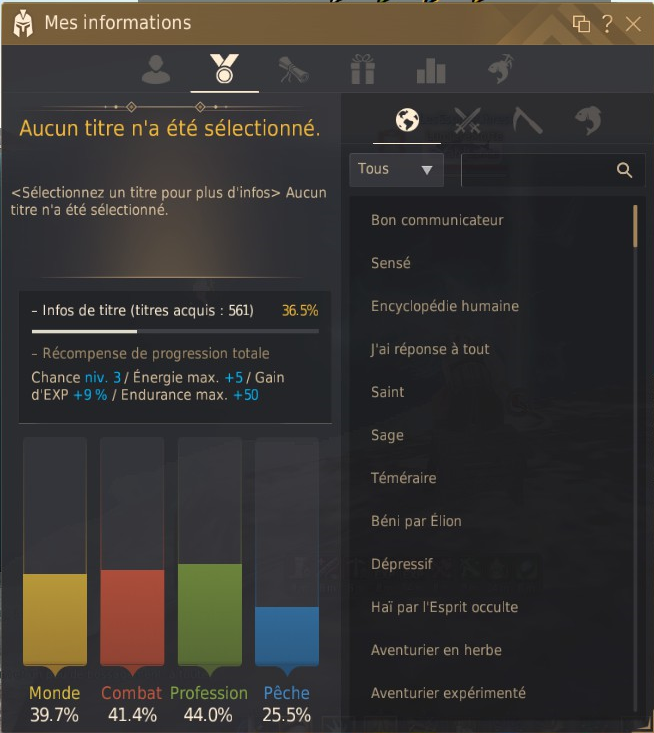 Mes informations
?
Aucun titre n'a été sélectionné.
<Sélectionnez un titre pour plus d'infos> Aucun
titre n'a été sélectionné.
– Infos de titre (titres acquis : 561) 36.5%
– Récompense de progression totale
Chance niv. 3 / Énergie max. +5 / Gain
d'EXP +9 % / Endurance max. +50
Monde Combat Profession Pêche
39.7% 41.4% 44.0% 25.5%
Tous
Bon communicateur
Sensé
Encyclopédie humaine
J'ai réponse à tout
Saint
Sage
Téméraire
Béni par Élion
Dépressif
Haï par l'Esprit occulte
Aventurier en herbe
Aventurier expérimenté